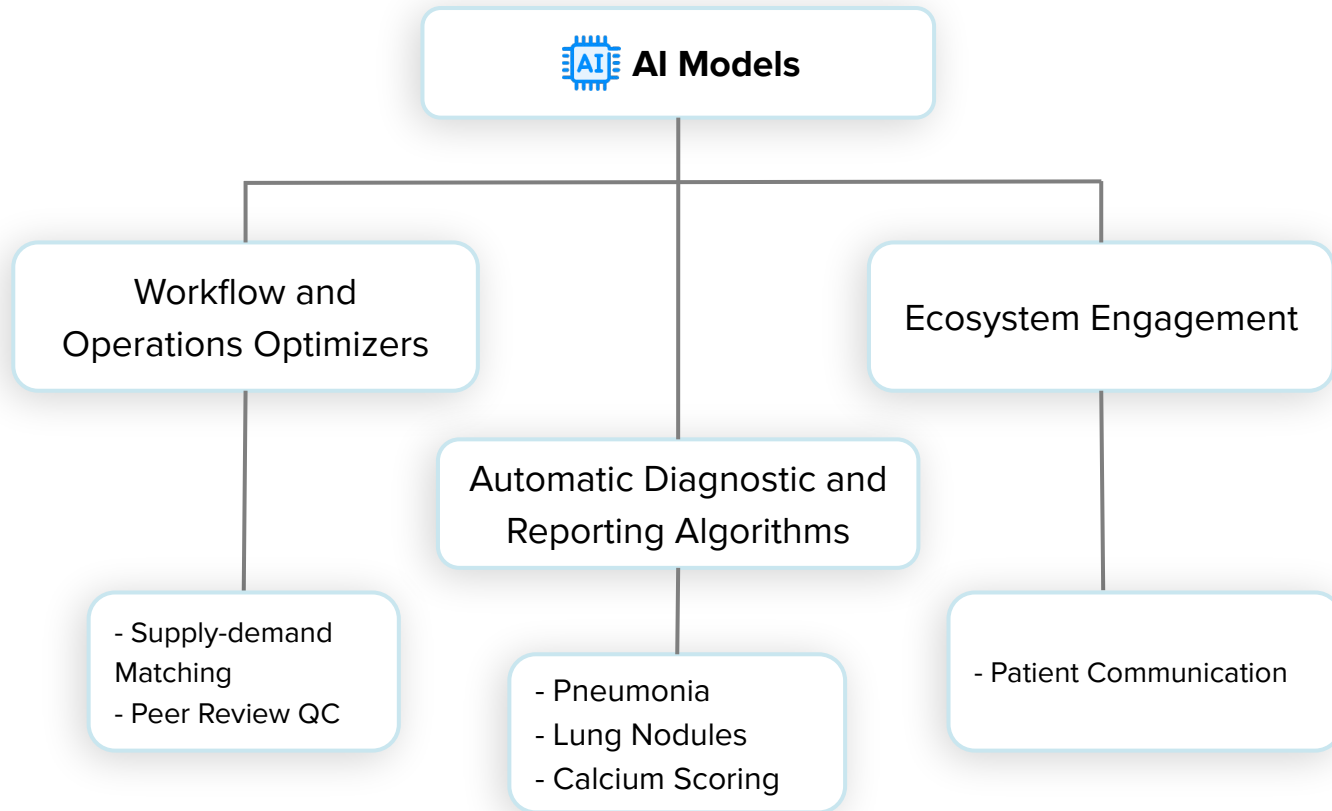 AI AI Models
Workflow and
Operations Optimizers
Ecosystem Engagement
Automatic Diagnostic and
Reporting Algorithms
- Supply-demand
Matching
- Peer Review QC
- Pneumonia
- Lung Nodules
- Calcium Scoring
- Patient Communication